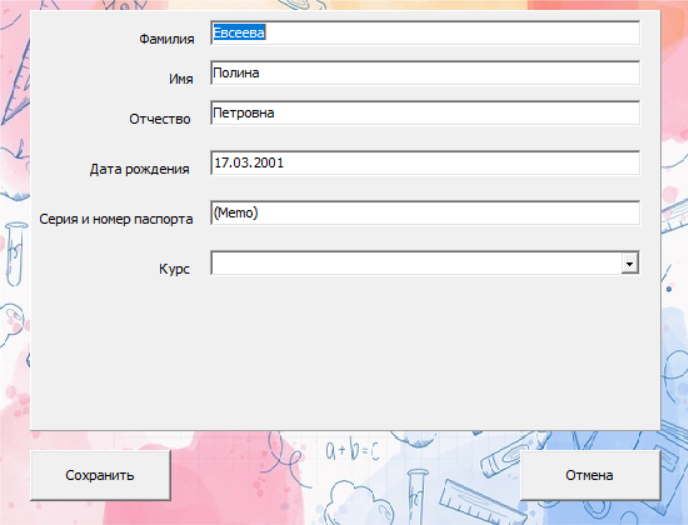 Фамилия Евсеева
Имя Полина
Отчество Петровна
Дата рождения 17.03.2001
Серия и номер паспорта (Memo)
Курс
a+b=c
Сохранить Отмена